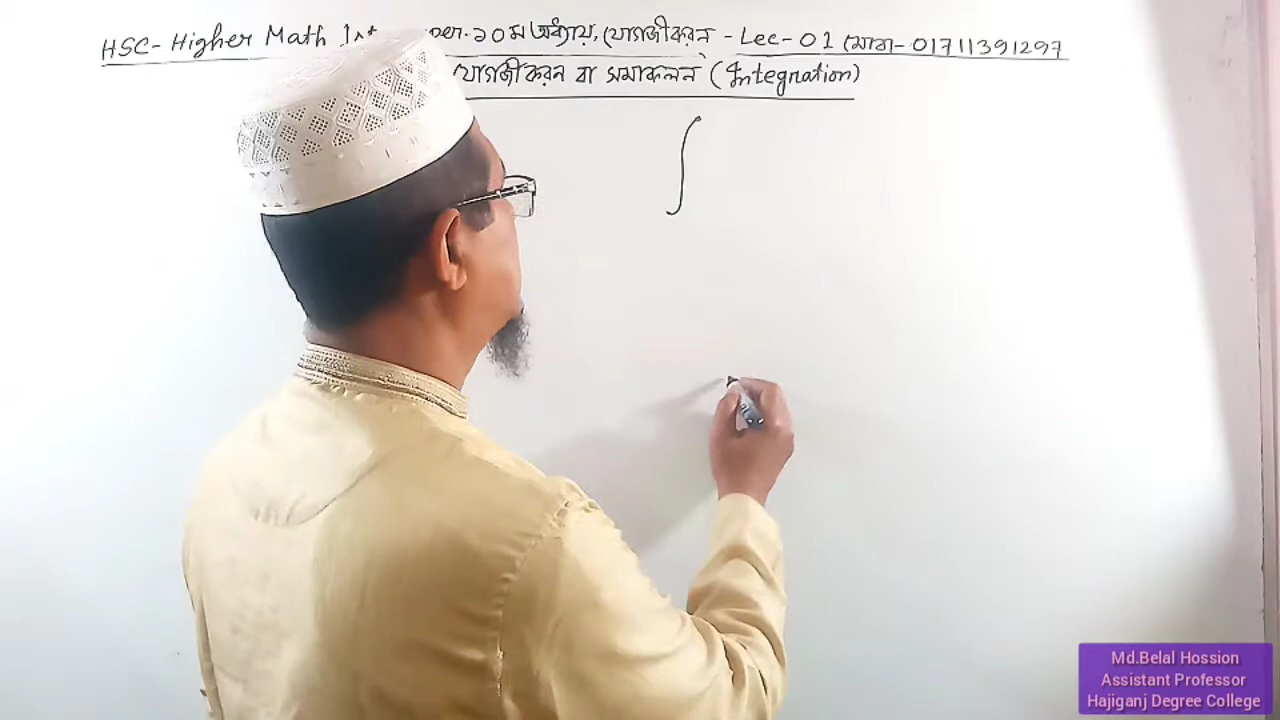 HSC- Higher Math 1st paper-১০ম অধ্যায়, যোগজীকরন - Lec-01 মোবা- 01711391297
যোগজীকরন বা সমাকলন (Integration)
∫
Md.Belal Hossion
Assistant Professor
Hajiganj Degree College